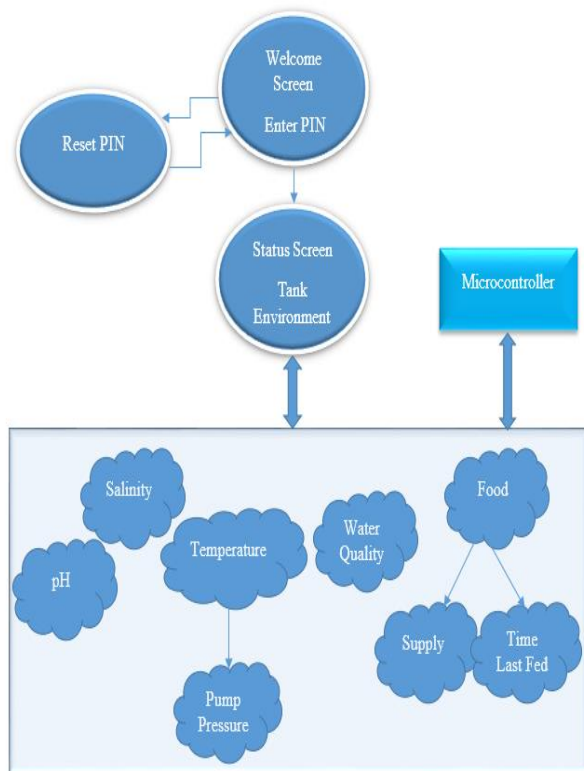 Welcome
Screen
Enter PIN
Reset PIN
Status Screen
Tank
Environment
Microcontroller
Salinity
Food
Water
Quality
Temperature
pH
Supply
Time
Last Fed
Pump
Pressure